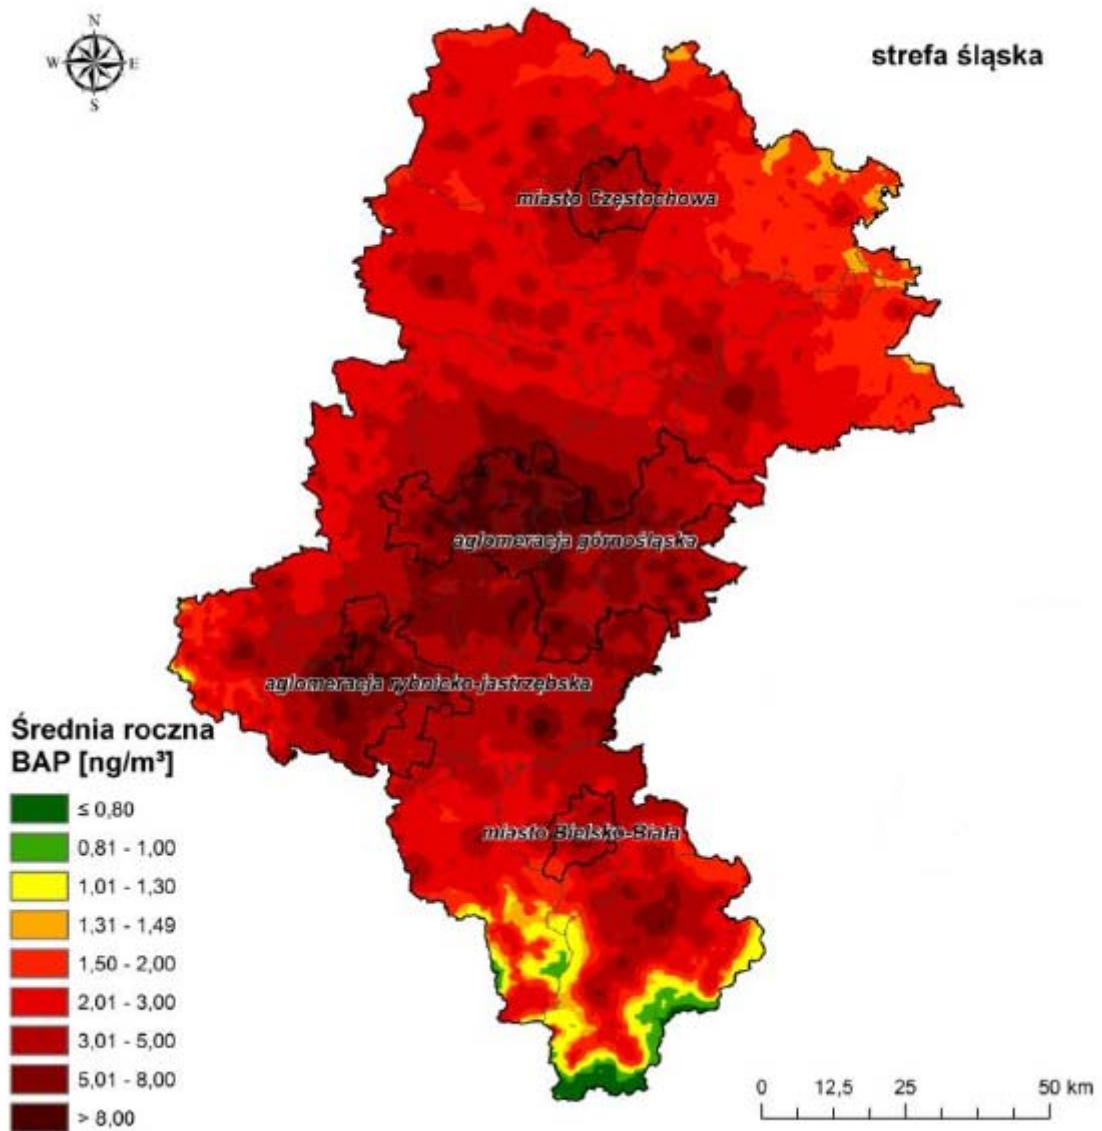 N
W E
S
strefa śląska
miasto Częstochowa
aglomeracja górnośląska
aglomeracja rybnicko-jastrzębska
miasto Bielsko-Biała
Średnia roczna
BAP [ng/m³]
≤ 0,80
0,81 - 1,00
1,01 - 1,30
1,31 - 1,49
1,50 - 2,00
2,01 - 3,00
3,01 - 5,00
5,01 - 8,00
> 8,00
0 12,5 25 50 km